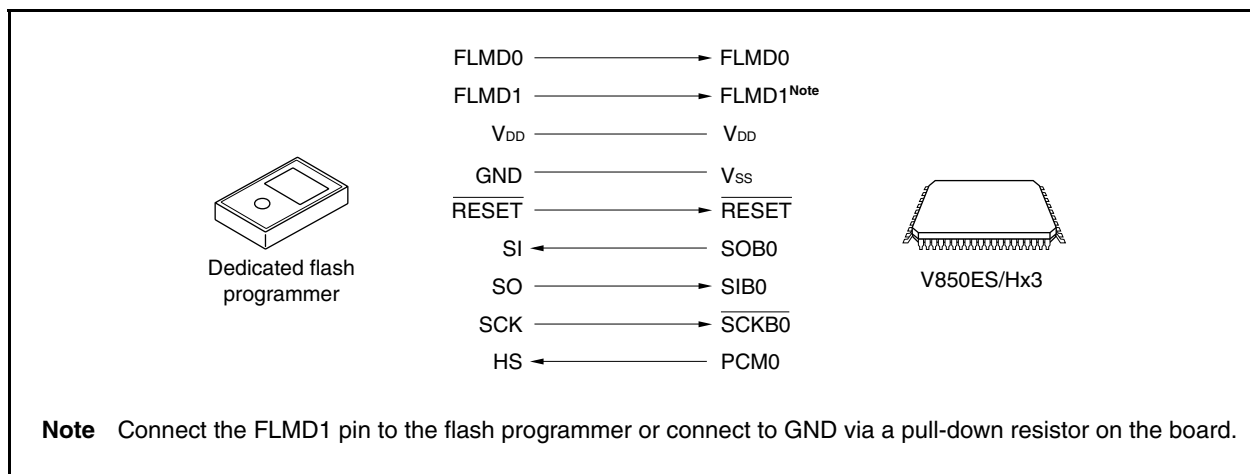 FLMD0 FLMD0
FLMD1 FLMD1Note
VDD VDD
GND VSS
RESET RESET
SI SOB0
Dedicated flash
programmer
SO SIB0
V850ES/Hx3
SCK SCKB0
HS PCM0
Note Connect the FLMD1 pin to the flash programmer or connect to GND via a pull-down resistor on the board.